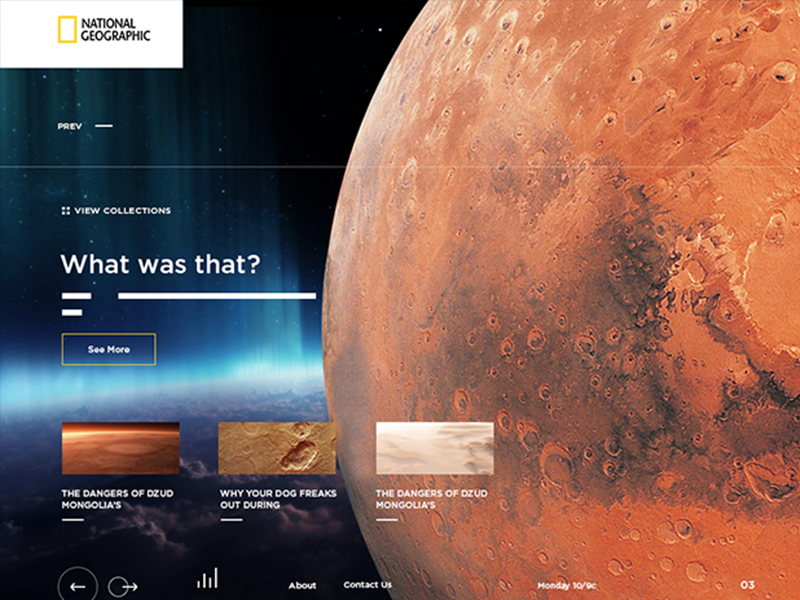 NATIONAL
GEOGRAPHIC
PREV
VIEW COLLECTIONS
What was that?
See More
THE DANGERS OF DZUD
MONGOLIA'S
WHY YOUR DOG FREAKS
OUT DURING
THE DANGERS OF DZUD
MONGOLIA'S
About
Contact Us
Monday 10/9c
03